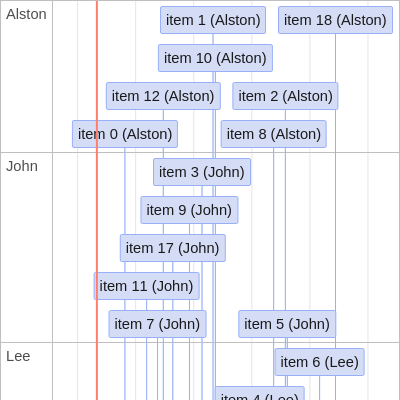 Alston
item 1 (Alston) item 18 (Alston)
item 10 (Alston)
item 12 (Alston) item 2 (Alston)
item 0 (Alston) item 8 (Alston)
John
item 3 (John)
item 9 (John)
item 17 (John)
item 11 (John)
item 7 (John) item 5 (John)
Lee
item 6 (Lee)
item 4 (Lee)